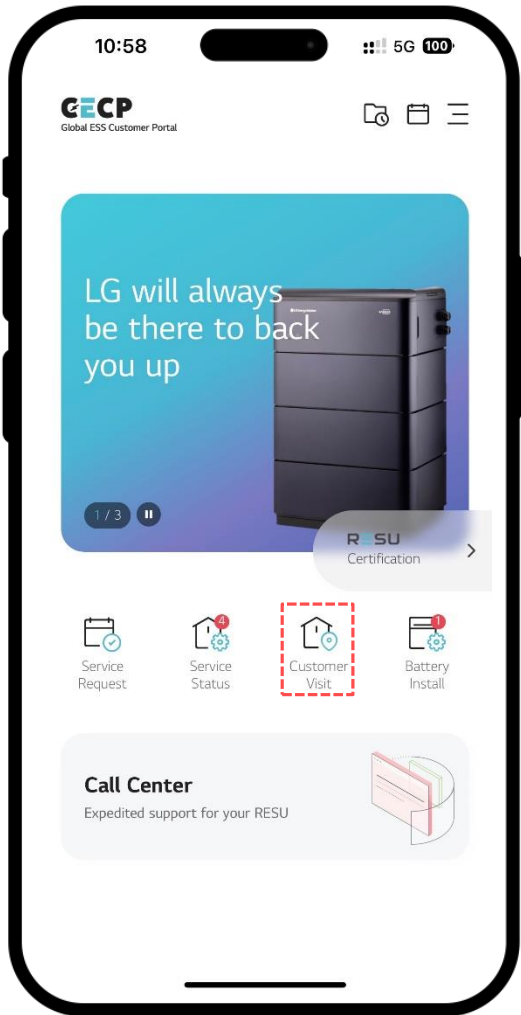 10:58
5G 100
GECP
Global ESS Customer Portal
LG will always
be there to back
you up
1 / 3
RESU
Certification
4
1
Service
Request
Service
Status
Customer
Visit
Battery
Install
Call Center
Expedited support for your RESU